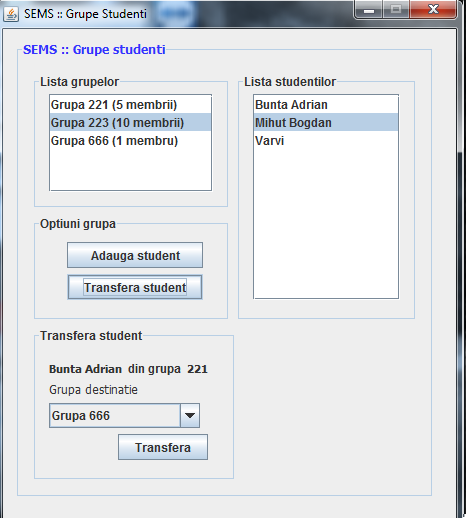 SEMS :: Grupe Studenti
SEMS :: Grupe studenti
Lista grupelor
Grupa 221 (5 membrii)
Grupa 223 (10 membrii)
Grupa 666 (1 membru)
Lista studentilor
Bunta Adrian
Mihut Bogdan
Varvi
Optiuni grupa
Adauga student
Transfera student
Transfera student
Bunta Adrian din grupa 221
Grupa destinatie
Grupa 666
Transfera